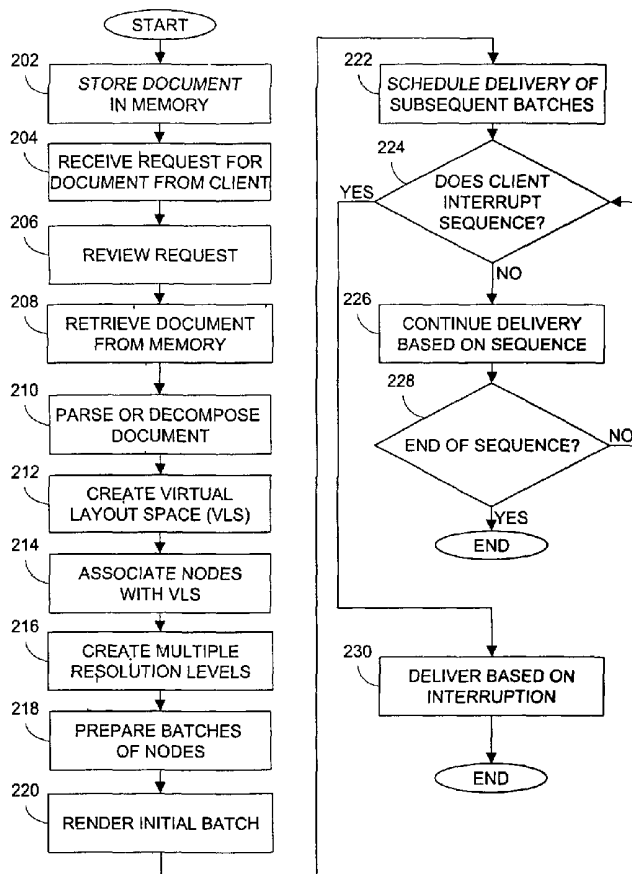 START
202
STORE DOCUMENT
IN MEMORY
204
RECEIVE REQUEST FOR
DOCUMENT FROM CLIENT
206
REVIEW REQUEST
208
RETRIEVE DOCUMENT
FROM MEMORY
210
PARSE OR DECOMPOSE
DOCUMENT
212
CREATE VIRTUAL
LAYOUT SPACE (VLS)
214
ASSOCIATE NODES
WITH VLS
216
CREATE MULTIPLE
RESOLUTION LEVELS
218
PREPARE BATCHES
OF NODES
220
RENDER INITIAL BATCH
222
SCHEDULE DELIVERY OF
SUBSEQUENT BATCHES
224
YES
DOES CLIENT
INTERRUPT
SEQUENCE?
NO
226
CONTINUE DELIVERY
BASED ON SEQUENCE
228
END OF SEQUENCE?
NO
YES
END
230
DELIVER BASED ON
INTERRUPTION
END